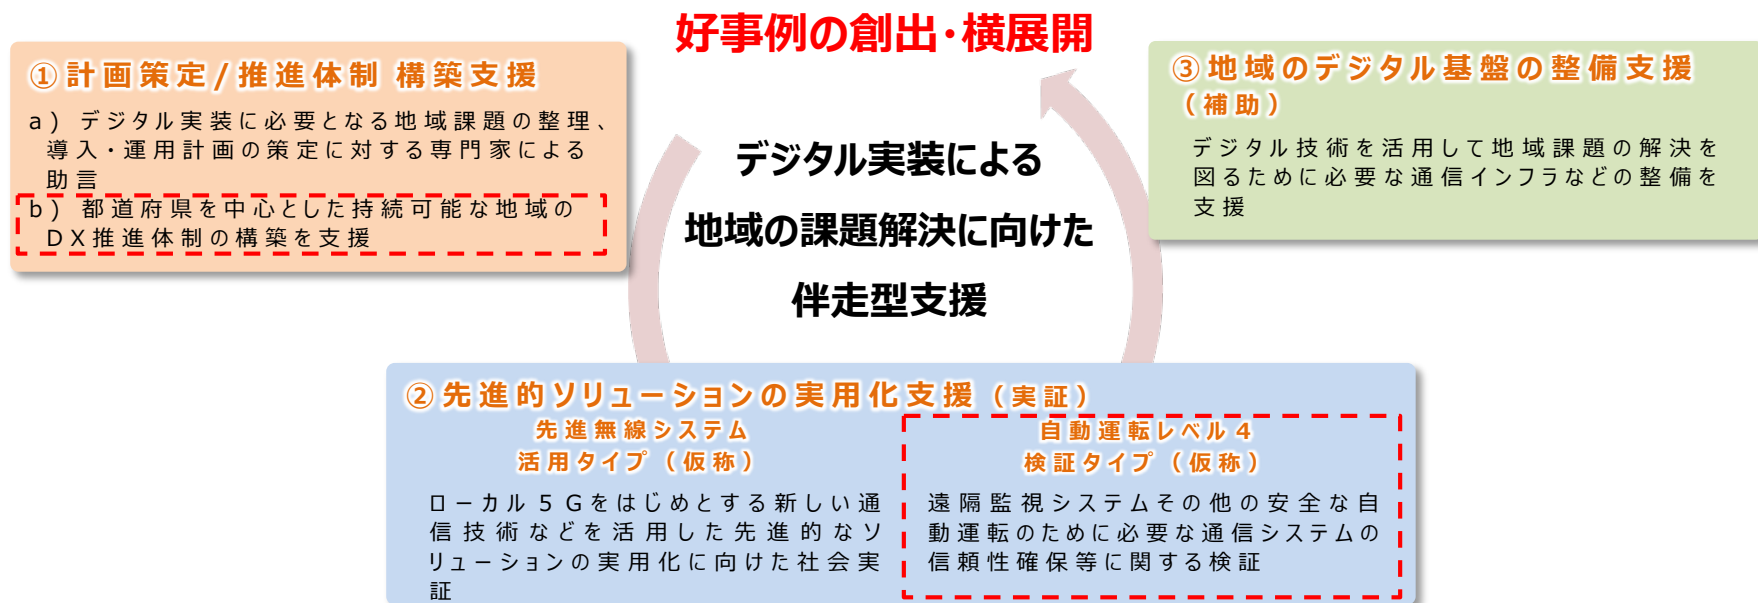 好事例の創出・横展開
①計画策定/推進体制 構築支援
a) デジタル実装に必要となる地域課題の整理、
導入・運用計画の策定に対する専門家による
助言
b) 都道府県を中心とした持続可能な地域の
DX推進体制の構築を支援
デジタル実装による
地域の課題解決に向けた
伴走型支援
③地域のデジタル基盤の整備支援
(補助)
デジタル技術を活用して地域課題の解決を
図るために必要な通信インフラなどの整備を
支援
②先進的ソリューションの実用化支援(実証)
先進無線システム
活用タイプ(仮称)
ローカル5Gをはじめとする新しい通
信技術などを活用した先進的なソ
リューションの実用化に向けた社会実
証
自動運転レベル4
検証タイプ(仮称)
遠隔監視システムその他の安全な自
動運転のために必要な通信システムの
信頼性確保等に関する検証